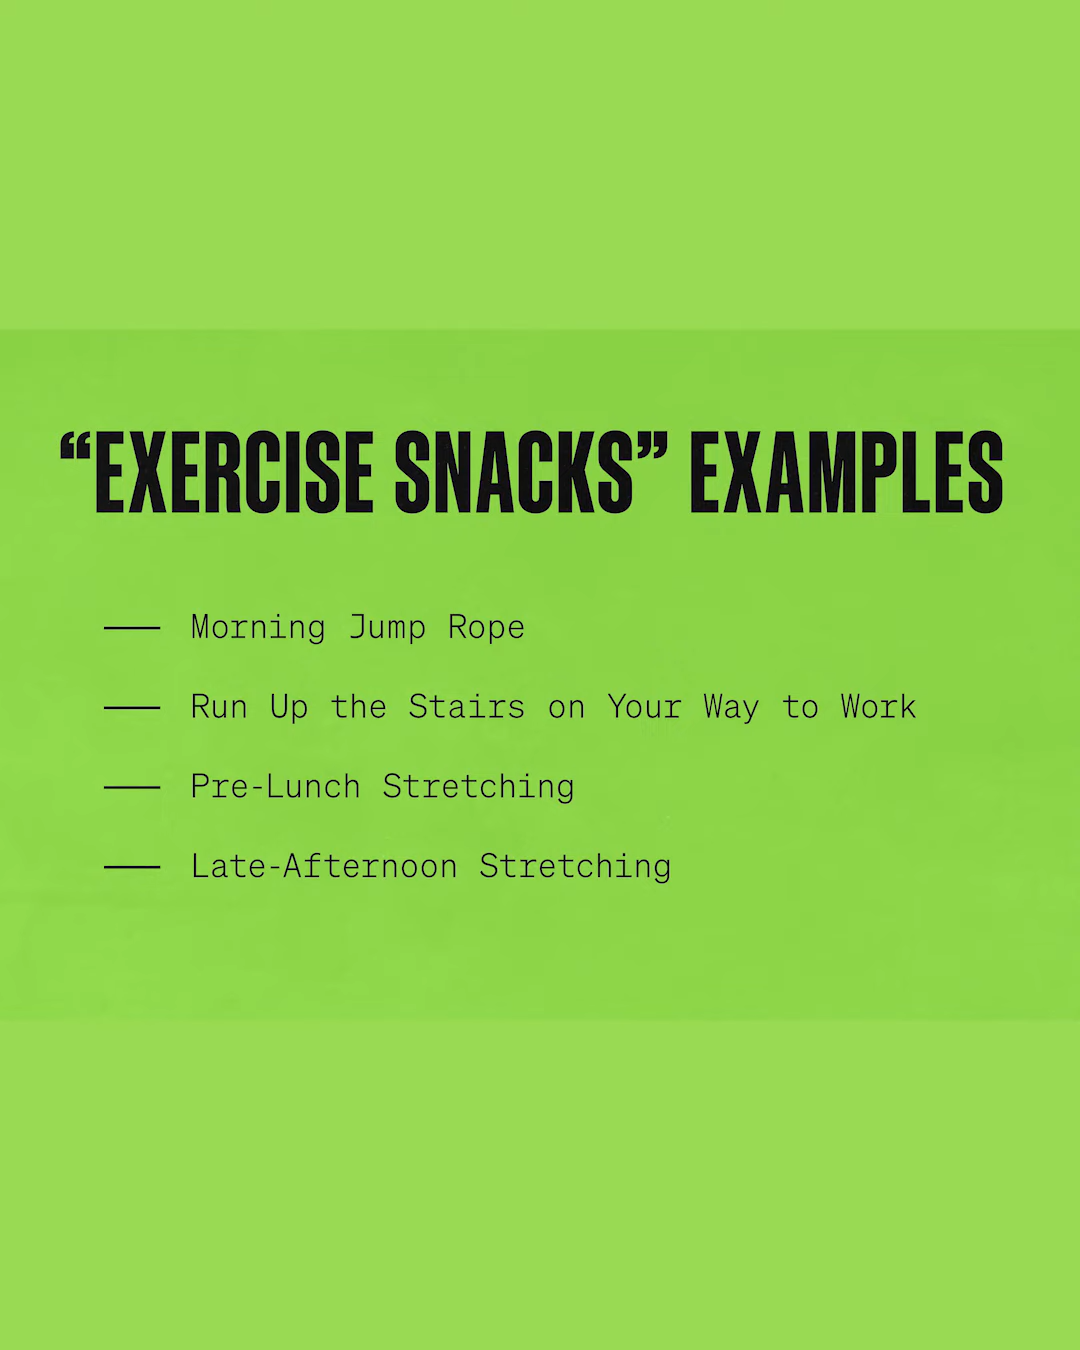 “EXERCISE SNACKS” EXAMPLES
— Morning Jump Rope
— Run Up the Stairs on Your Way to Work
— Pre-Lunch Stretching
— Late-Afternoon Stretching